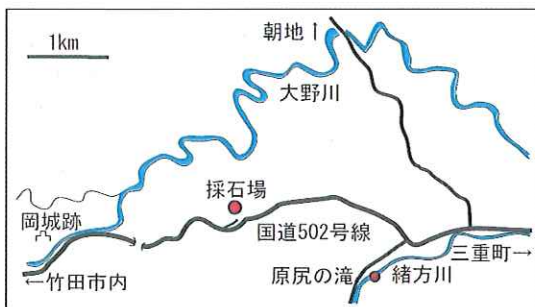 朝地↑
1km
大野川
採石場
岡城跡
国道502号線
三重町→
←竹田市内
原尻の滝
緒方川